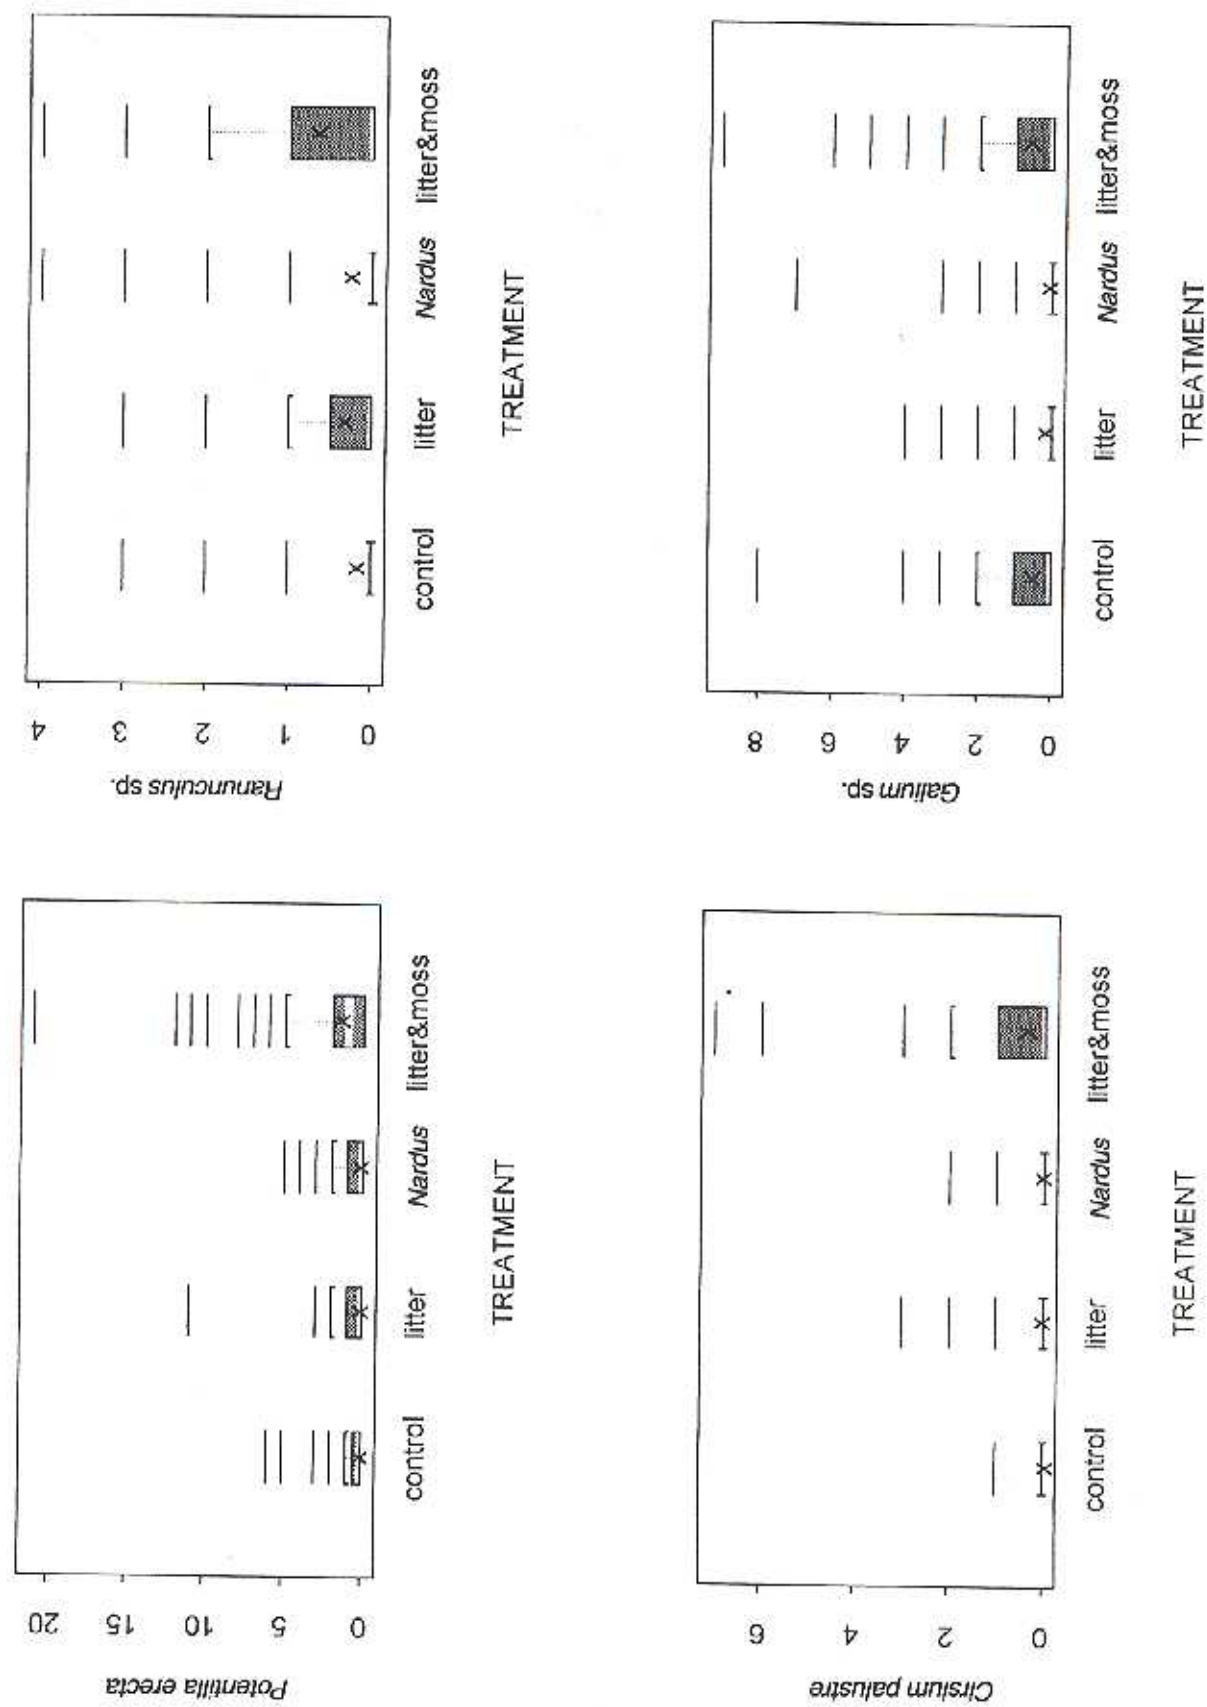 Ranunculus sp.
4
3
2
1
0
control
litter
Nardus
litter&moss
TREATMENT
Galium sp.
8
6
4
2
0
control
litter
Nardus
litter&moss
TREATMENT
Potentilla erecta
20
15
10
5
0
control
litter
Nardus
litter&moss
TREATMENT
Cirsium palustre
6
4
2
0
control
litter
Nardus
litter&moss
TREATMENT